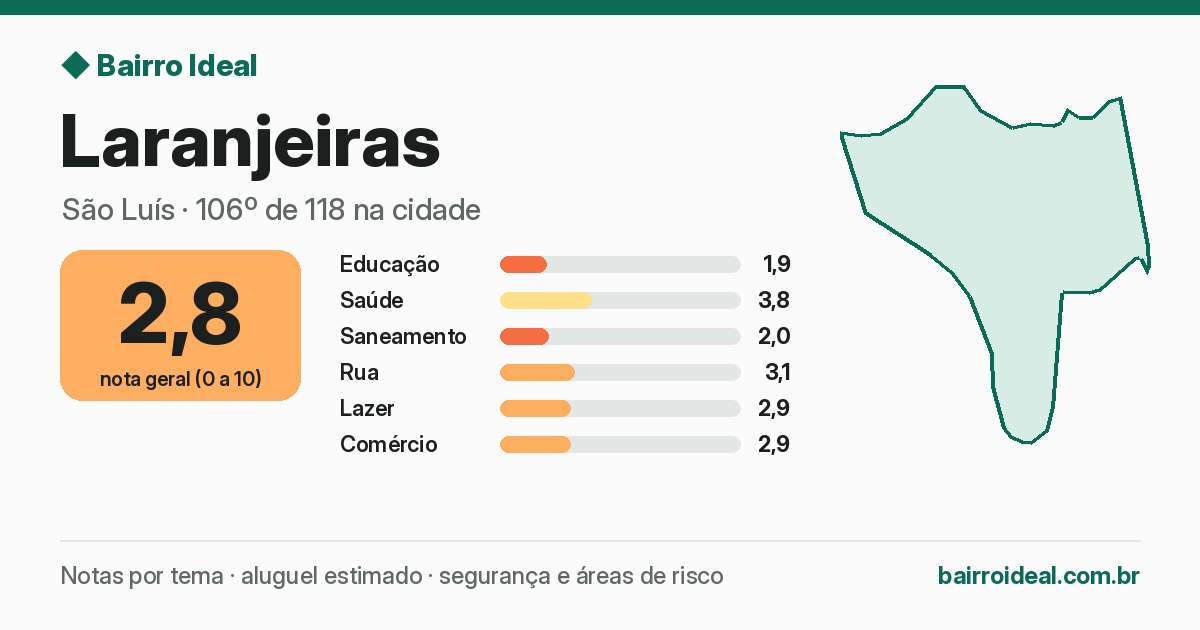 Bairro Ideal
Laranjeiras
São Luís · 106º de 118 na cidade
2,8
nota geral (0 a 10)
Educação 1,9
Saúde 3,8
Saneamento 2,0
Rua 3,1
Lazer 2,9
Comércio 2,9
Notas por tema · aluguel estimado · segurança e áreas de risco
bairroideal.com.br